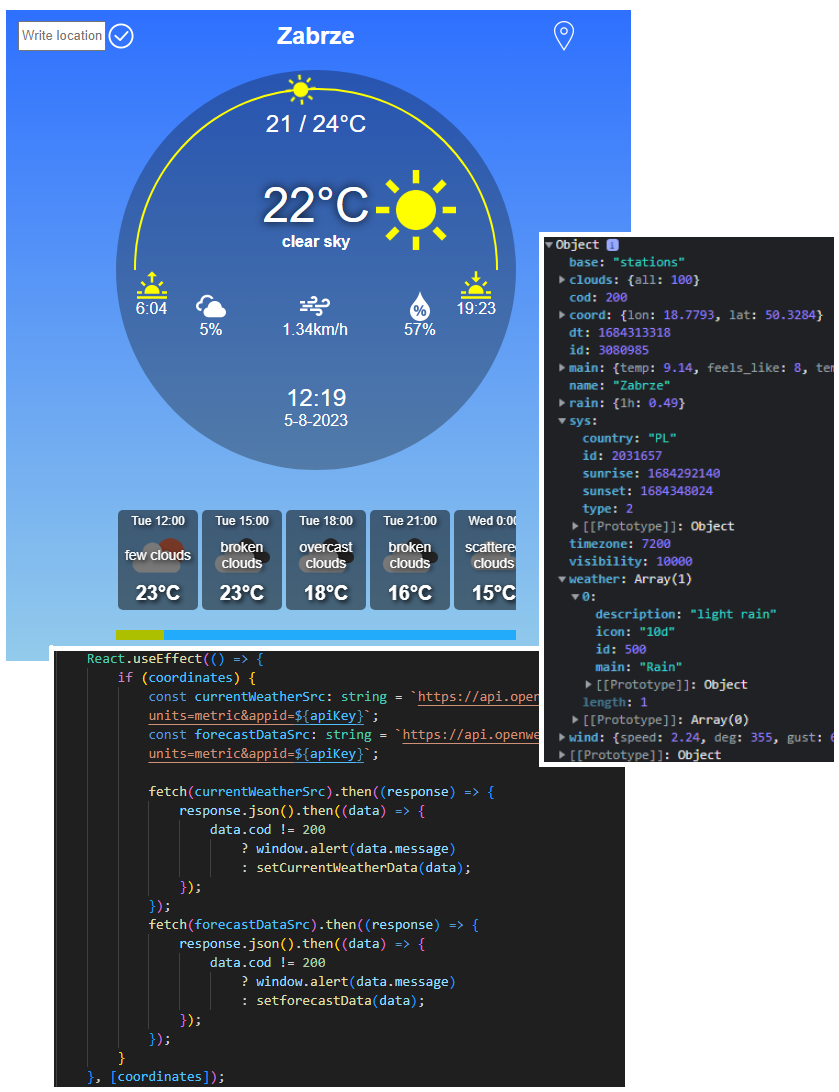 Write location
Zabrze
21 / 24°C
22°C
clear sky
6:04
19:23
5%
1.34km/h
%
57%
12:19
5-8-2023
Tue 12:00
few clouds
23°C
Tue 15:00
broken
clouds
23°C
Tue 18:00
overcast
clouds
18°C
Tue 21:00
broken
clouds
16°C
Wed 0:00
scattere
clouds
15°C
Object i
base: "stations"
clouds: {all: 100}
cod: 200
coord: {lon: 18.7793, lat: 50.3284}
dt: 1684313318
id: 3080985
main: {temp: 9.14, feels_like: 8, tem
name: "Zabrze"
rain: {1h: 0.49}
sys:
country: "PL"
id: 2031657
sunrise: 1684292140
sunset: 1684348024
type: 2
[[Prototype]]: Object
timezone: 7200
visibility: 10000
weather: Array(1)
0:
description: "light rain"
icon: "10d"
id: 500
main: "Rain"
[[Prototype]]: Object
length: 1
[[Prototype]]: Array(0)
wind: {speed: 2.24, deg: 355, gust: 6
[[Prototype]]: Object
React.useEffect(() => {
if (coordinates) {
const currentWeatherSrc: string = `https://api.open
units=metric&appid=${apiKey}`;
const forecastDataSrc: string = `https://api.openwe
units=metric&appid=${apiKey}`;
fetch(currentWeatherSrc).then((response) => {
response.json().then((data) => {
data.cod != 200
? window.alert(data.message)
: setCurrentWeatherData(data);
});
});
fetch(forecastDataSrc).then((response) => {
response.json().then((data) => {
data.cod != 200
? window.alert(data.message)
: setforecastData(data);
});
});
}
}, [coordinates]);